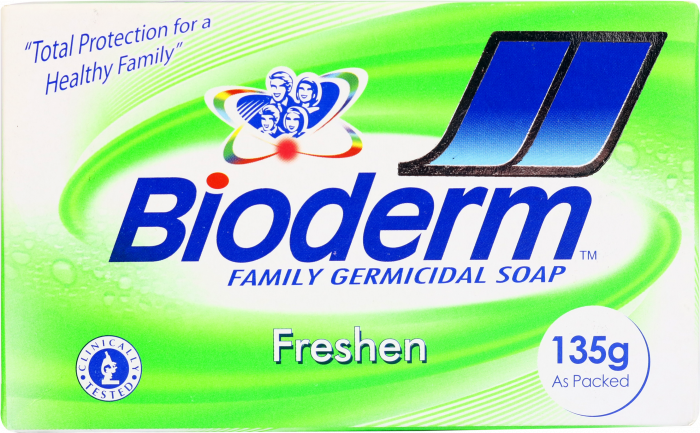 "Total Protection for a
Healthy Family"
Bioderm™
FAMILY GERMICIDAL SOAP
Freshen
CLINICALLY
TESTED
135g
As Packed